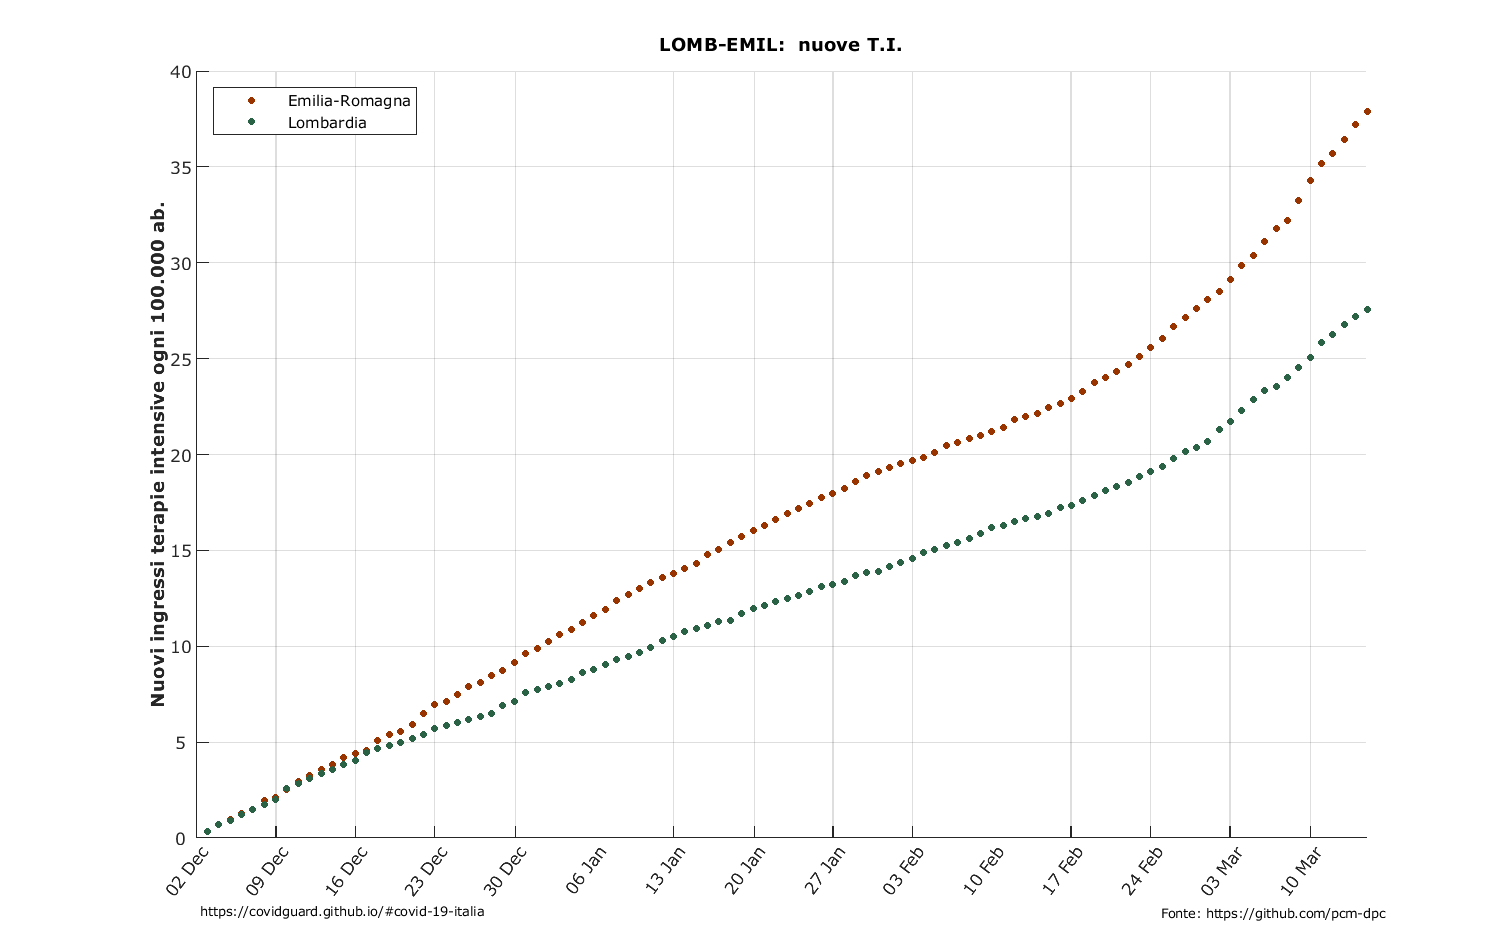 LOMB-EMIL:  nuove T.I.
Emilia-Romagna
Lombardia
Nuovi ingressi terapie intensive ogni 100.000 ab.
40
35
30
25
20
15
10
5
0
02 Dec
09 Dec
16 Dec
23 Dec
30 Dec
06 Jan
13 Jan
20 Jan
27 Jan
03 Feb
10 Feb
17 Feb
24 Feb
03 Mar
10 Mar
https://covidguard.github.io/#covid-19-italia
Fonte: https://github.com/pcm-dpc